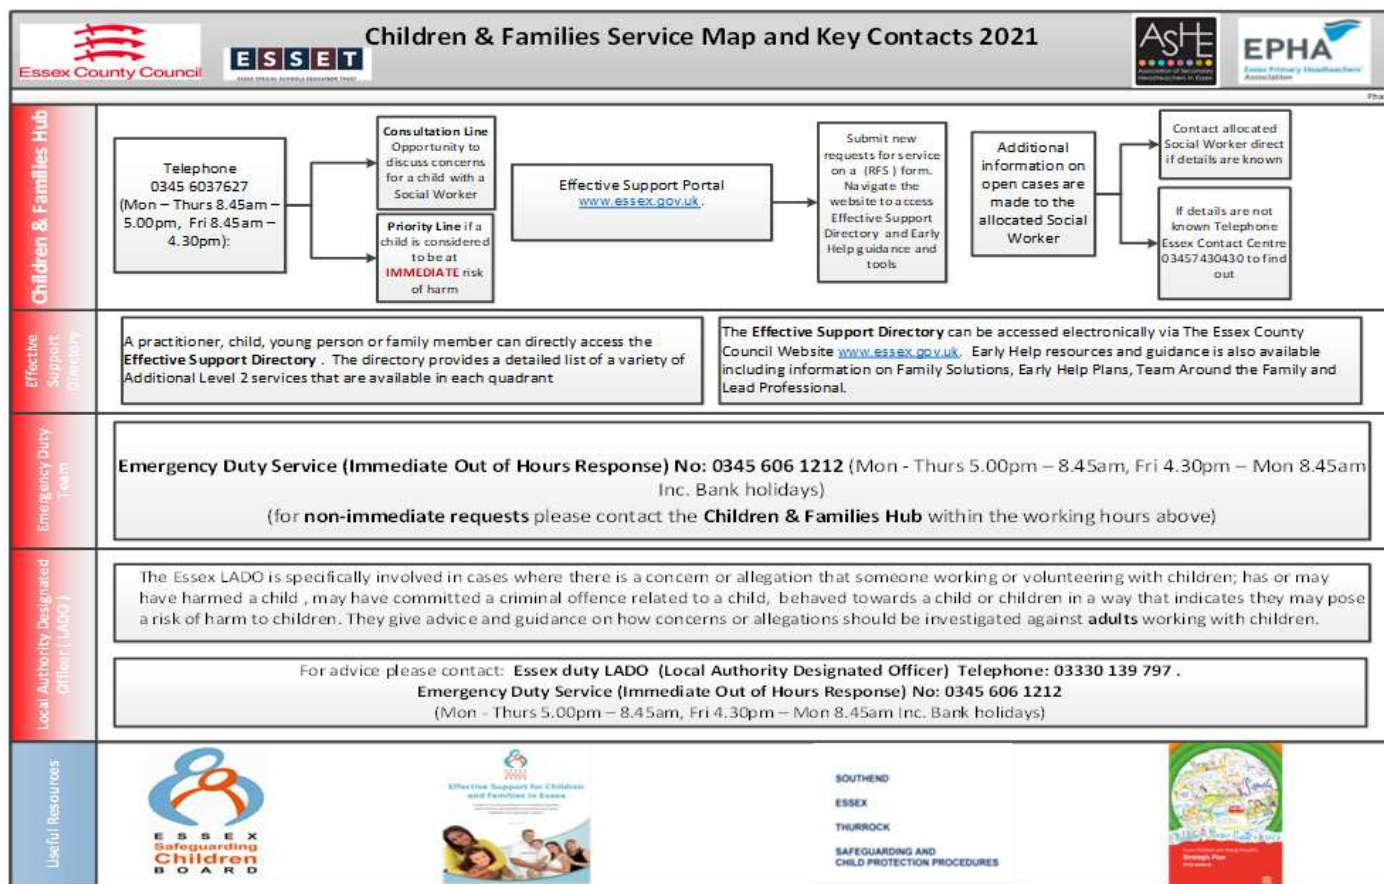 Children & Families Service Map and Key Contacts 2021
Essex County Council
ESSET
ESSEX SPECIAL SCHOOLS EDUCATION TRUST
ASHE
Association of Secondary
Headteachers in Essex
EPHA
Essex Primary Headteachers'
Association
Children & Families Hub
Telephone
0345 6037627
(Mon – Thurs 8.45am –
5.00pm, Fri 8.45am –
4.30pm):
Consultation Line
Opportunity to
discuss concerns
for a child with a
Social Worker
Priority Line if a
child is considered
to be at
IMMEDIATE risk
of harm
Effective Support Portal
www.essex.gov.uk .
Submit new
requests for service
on a (RFS ) form.
Navigate the
website to access
Effective Support
Directory and Early
Help guidance and
tools
Additional
information on
open cases are
made to the
allocated Social
Worker
Contact allocated
Social Worker direct
if details are known
If details are not
known Telephone
Essex Contact Centre
03457430430 to find
out
Effective
Support
Directory
A practitioner, child, young person or family member can directly access the
Effective Support Directory . The directory provides a detailed list of a variety of
Additional Level 2 services that are available in each quadrant
The Effective Support Directory can be accessed electronically via The Essex County
Council Website www.essex.gov.uk. Early Help resources and guidance is also available
including information on Family Solutions, Early Help Plans, Team Around the Family and
Lead Professional.
Emergency Duty
Team
Emergency Duty Service (Immediate Out of Hours Response) No: 0345 606 1212 (Mon - Thurs 5.00pm – 8.45am, Fri 4.30pm – Mon 8.45am
Inc. Bank holidays)
(for non-immediate requests please contact the Children & Families Hub within the working hours above)
Local Authority Designated
Officer ( LADO )
The Essex LADO is specifically involved in cases where there is a concern or allegation that someone working or volunteering with children; has or may
have harmed a child , may have committed a criminal offence related to a child, behaved towards a child or children in a way that indicates they may pose
a risk of harm to children. They give advice and guidance on how concerns or allegations should be investigated against adults working with children.
For advice please contact: Essex duty LADO (Local Authority Designated Officer) Telephone: 03330 139 797 .
Emergency Duty Service (Immediate Out of Hours Response) No: 0345 606 1212
(Mon - Thurs 5.00pm – 8.45am, Fri 4.30pm – Mon 8.45am Inc. Bank holidays)
Useful Resources
ESSEX
Safeguarding
Children
BOARD
Effective Support for Children
and Families in Essex
SOUTHEND
ESSEX
THURROCK
SAFEGUARDING AND
CHILD PROTECTION PROCEDURES
Strategic Plan